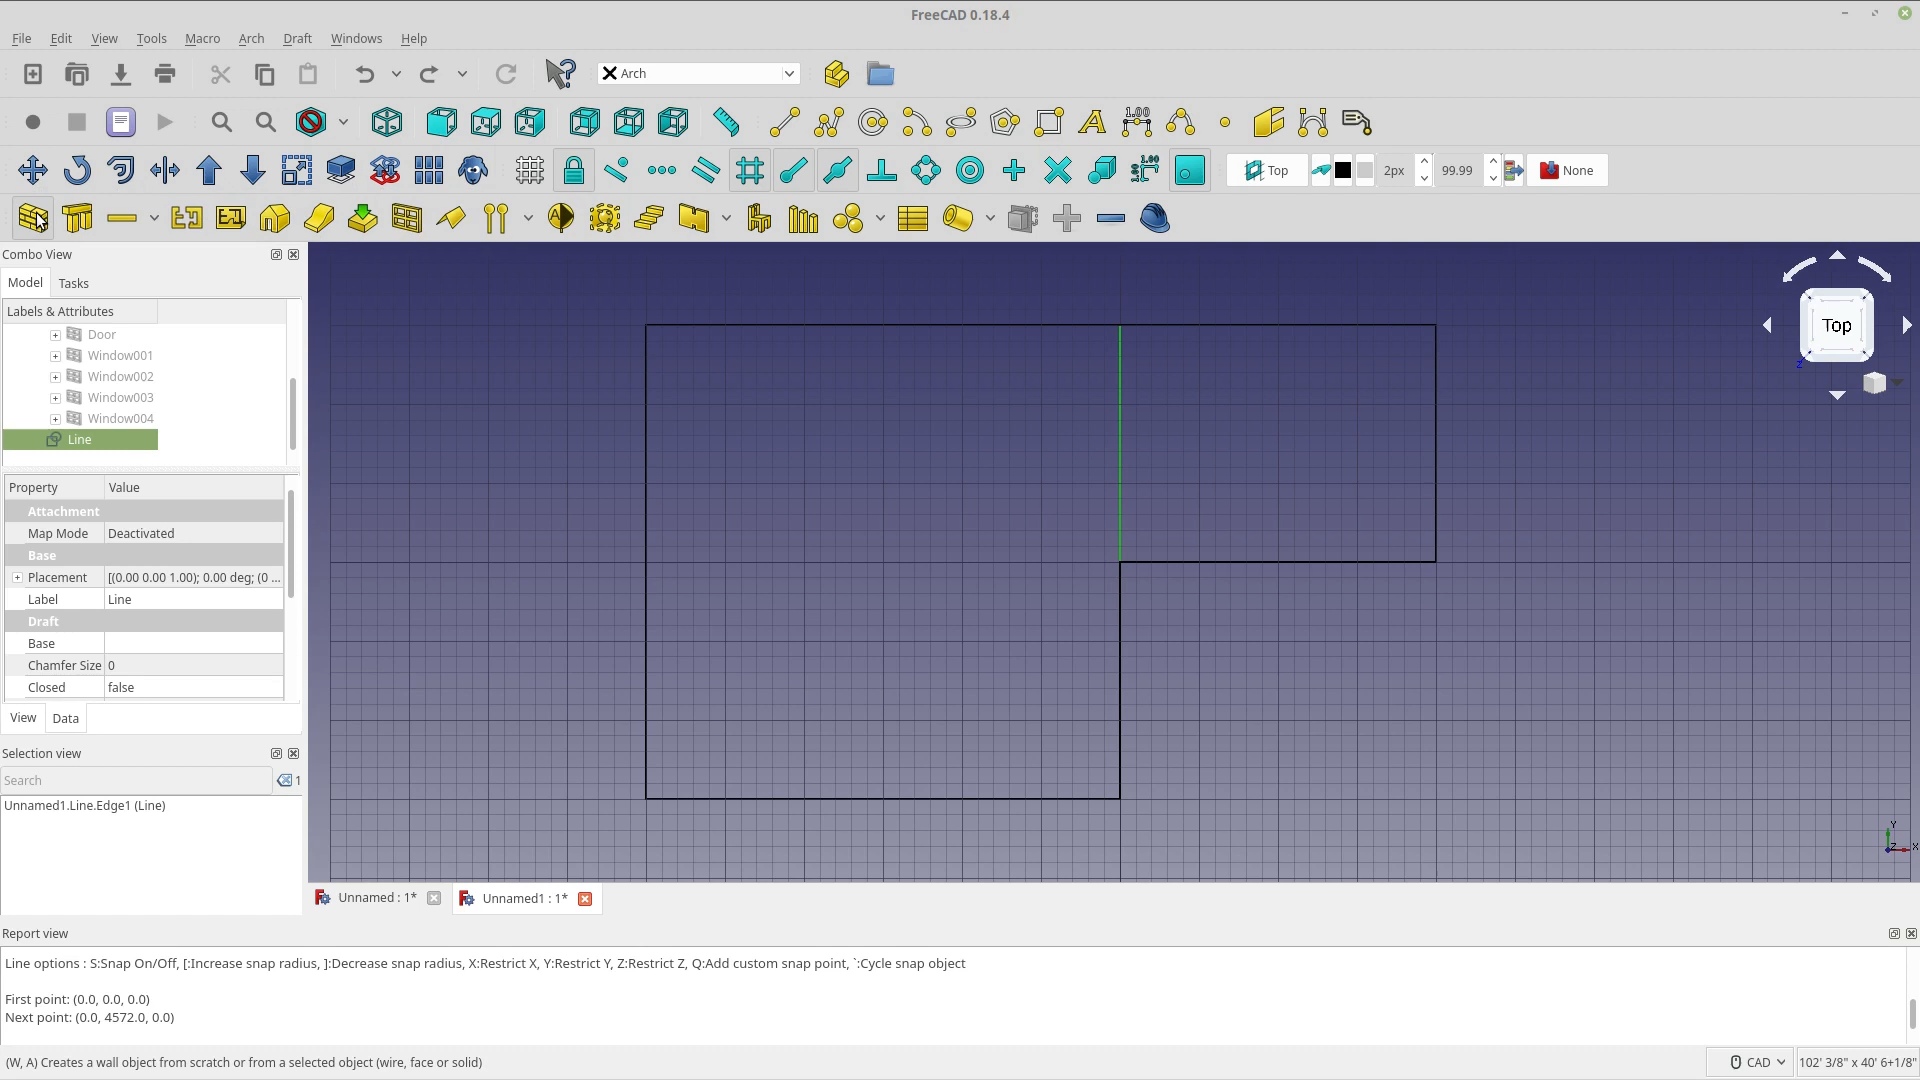 FreeCAD 0.18.4
File Edit View Tools Macro Arch Draft Windows Help
Arch
1.00
1.00 Top 2px 99.99 None
Combo View
Model Tasks
Labels & Attributes
Door
Window001
Window002
Window003
Window004
Line
Property Value
Attachment
Map Mode Deactivated
Base
Placement [(0.00 0.00 1.00); 0.00 deg; (0 ...
Label Line
Draft
Base
Chamfer Size 0
Closed false
View Data
Selection view
Search 1
Unnamed1.Line.Edge1 (Line)
Top
Z
Y
Z X
Unnamed : 1* Unnamed1 : 1*
Report view
Line options : S:Snap On/Off, [:Increase snap radius, ]:Decrease snap radius, X:Restrict X, Y:Restrict Y, Z:Restrict Z, Q:Add custom snap point, `:Cycle snap object
First point: (0.0, 0.0, 0.0)
Next point: (0.0, 4572.0, 0.0)
(W, A) Creates a wall object from scratch or from a selected object (wire, face or solid) CAD 102' 3/8" x 40' 6+1/8"